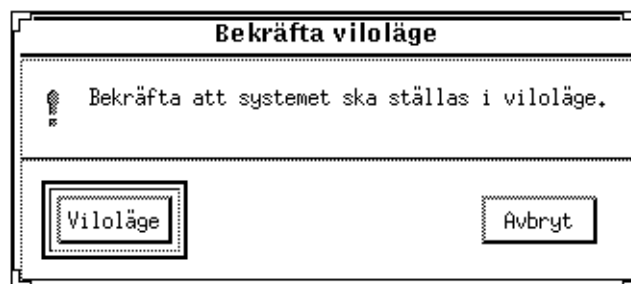 Bekräfta viloläge
Bekräfta att systemet ska ställas i viloläge.
Viloläge
Avbryt